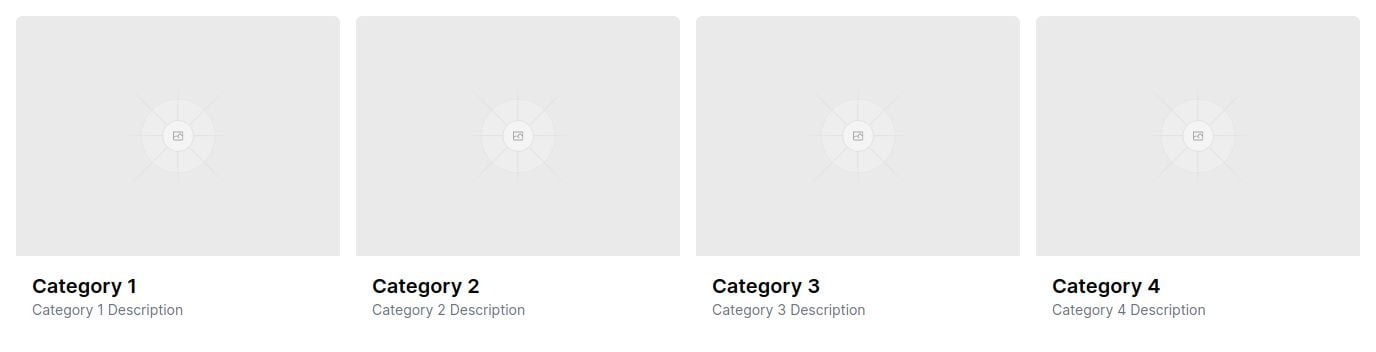 Category 1
Category 1 Description
Category 2
Category 2 Description
Category 3
Category 3 Description
Category 4
Category 4 Description